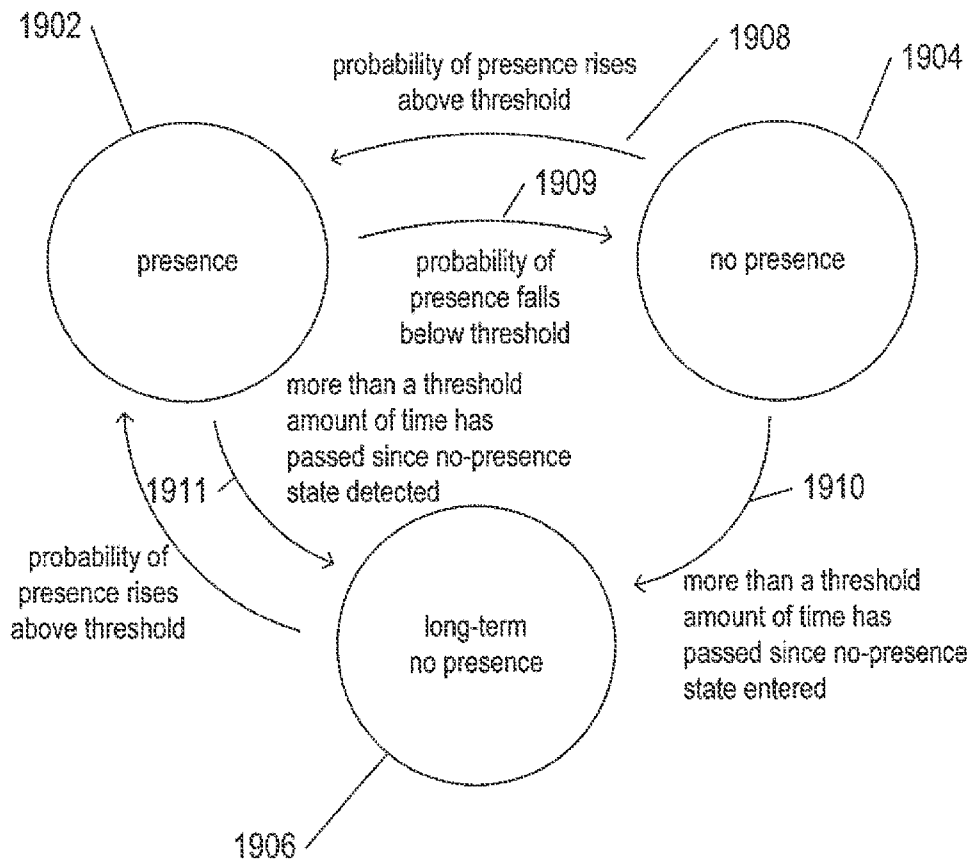 1902
1908
1904
probability of presence rises
above threshold
1909
presence
no presence
probability of
presence falls
below threshold
more than a threshold
amount of time has
passed since no-presence
state detected
1911
1910
probability of
presence rises
above threshold
long-term
no presence
more than a threshold
amount of time has
passed since no-presence
state entered
1906